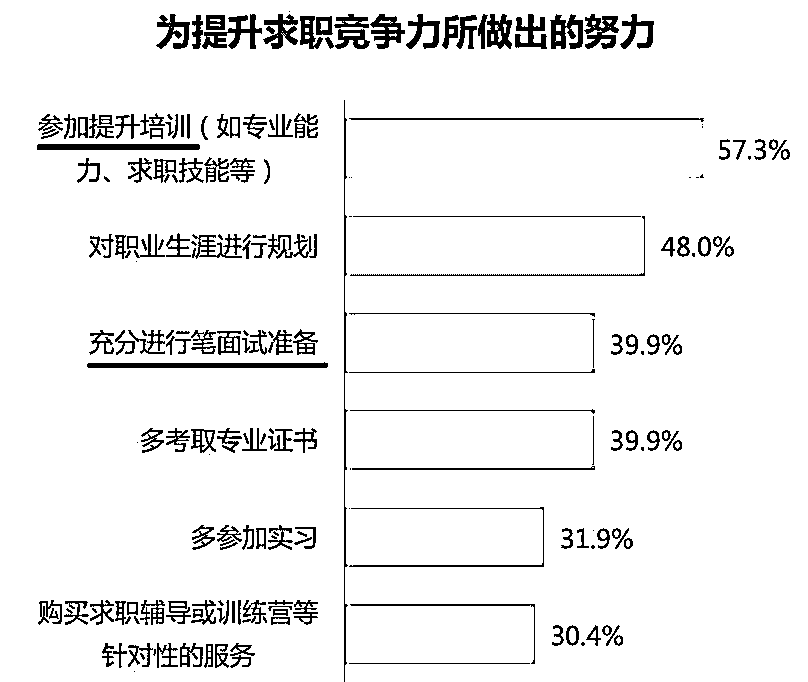 为提升求职竞争力所做出的努力
参加提升培训（如专业能
力、求职技能等）
57.3%
对职业生涯进行规划
48.0%
充分进行笔面试准备
39.9%
多考取专业证书
39.9%
多参加实习
31.9%
购买求职辅导或训练营等
针对性的服务
30.4%